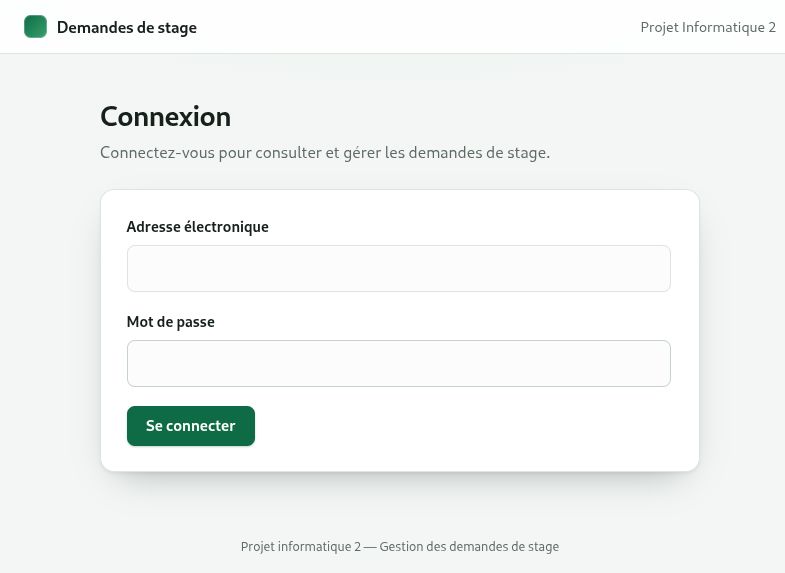 Demandes de stage
Projet Informatique 2
Connexion
Connectez-vous pour consulter et gérer les demandes de stage.
Adresse électronique
Mot de passe
Se connecter
Projet informatique 2 — Gestion des demandes de stage